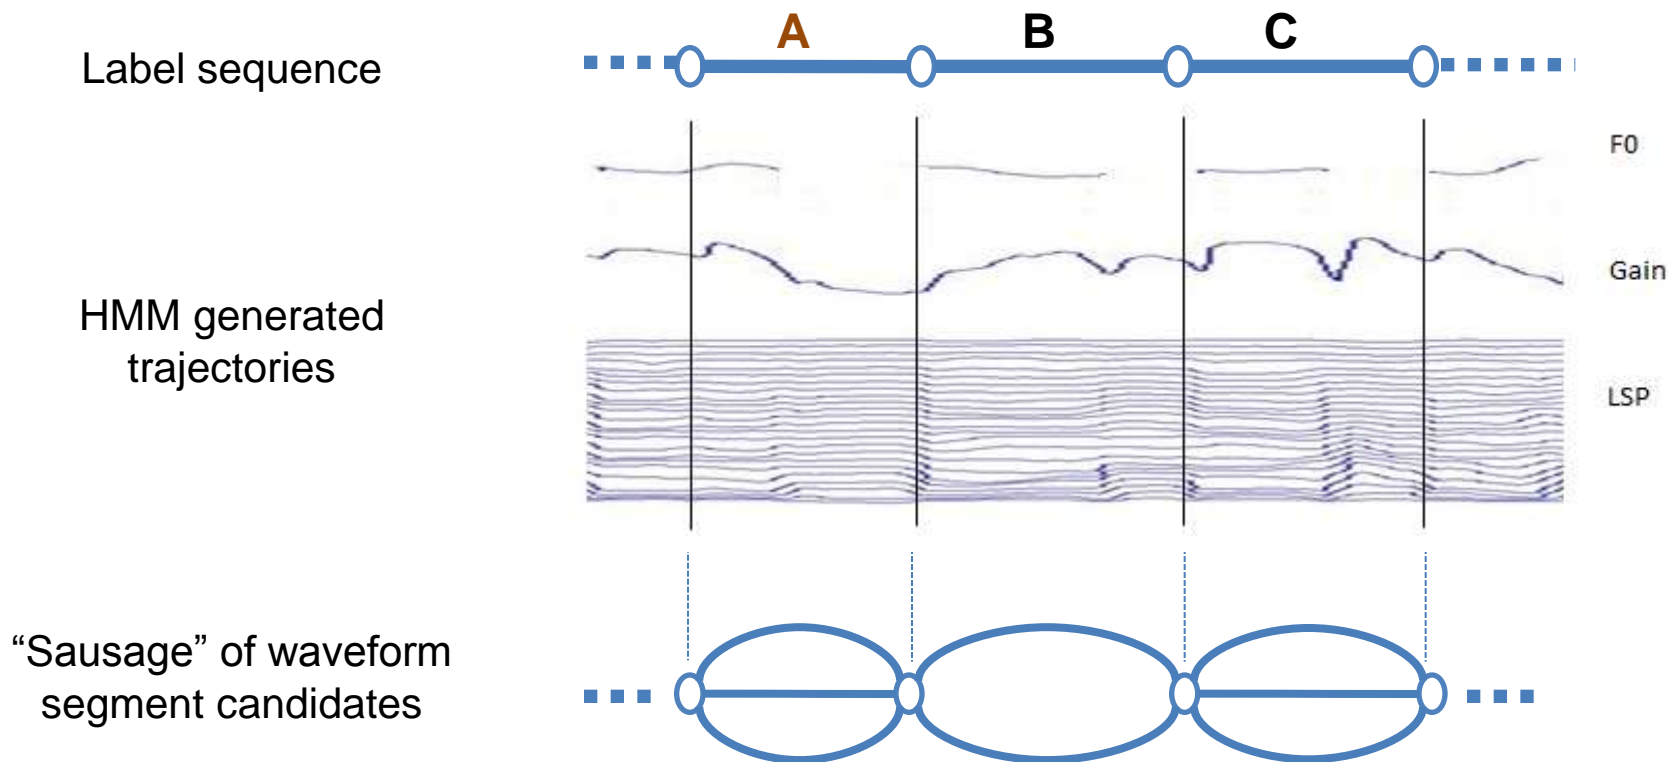 A B C
Label sequence
F0
Gain
HMM generated
trajectories
LSP
“Sausage” of waveform
segment candidates